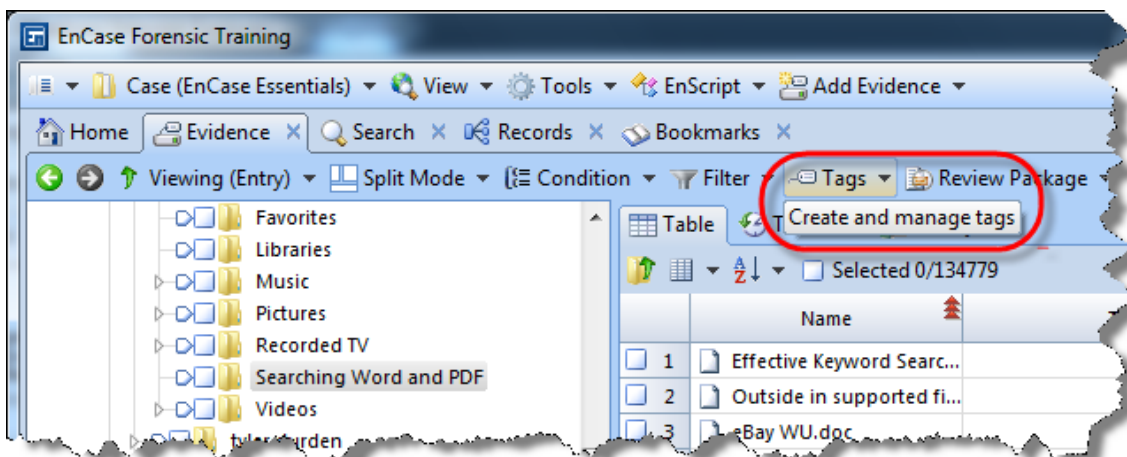 EnCase Forensic Training
Case (EnCase Essentials) View Tools EnScript Add Evidence
Home Evidence Search Records Bookmarks
Viewing (Entry) Split Mode Condition Filter Tags Review Package
Create and manage tags
Favorites
Libraries
Music
Pictures
Recorded TV
Searching Word and PDF
Videos
tyler durden
Table
Selected 0/134779
Name
1 Effective Keyword Searc...
2 Outside in supported fi...
3 eBay WU.doc